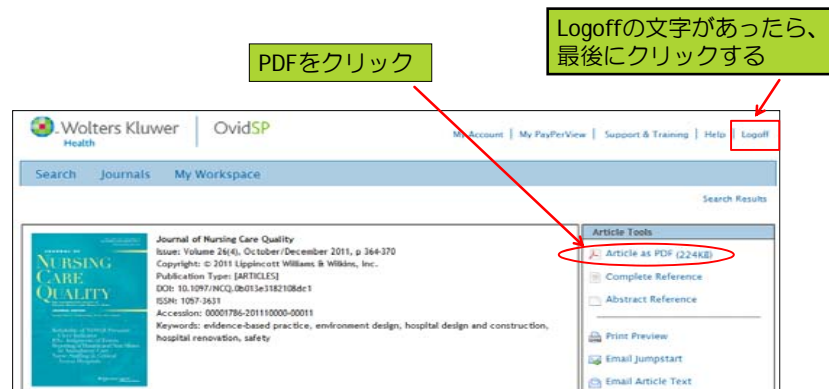 Logoffの文字があったら、
最後にクリックする
PDFをクリック
Wolters Kluwer
Health
OvidSP
My Account | My PayPerView | Support & Training | Help | Logoff
Search Journals My Workspace
Search Results
NURSING
CARE
QUALITY
Journal of Nursing Care Quality
Issue: Volume 26(4), October/December 2011, p 364-370
Copyright: © 2011 Lippincott Williams & Wilkins, Inc.
Publication Type: [ARTICLES]
DOI: 10.1097/NCQ.0b013e3182108dc1
ISSN: 1057-3631
Accession: 00001786-201110000-00011
Keywords: evidence-based practice, environment design, hospital design and construction,
hospital renovation, safety
Article Tools
Article as PDF (224KB)
Complete Reference
Abstract Reference
Print Preview
Email Jumpstart
Email Article Text